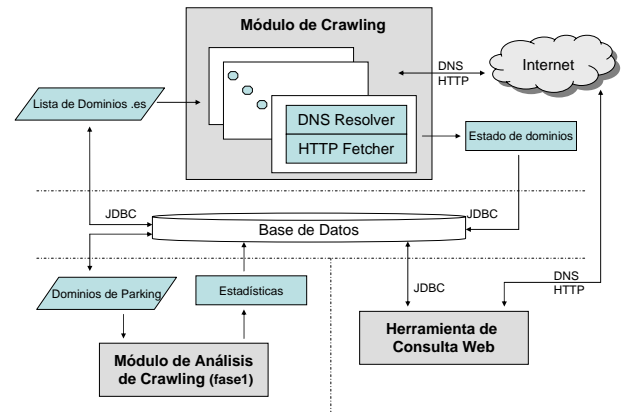 Módulo de Crawling
DNS
HTTP
Internet
Lista de Dominios .es
DNS Resolver
HTTP Fetcher
Estado de dominios
JDBC
JDBC
Base de Datos
Dominios de Parking
Estadísticas
JDBC
DNS
HTTP
Herramienta de
Consulta Web
Módulo de Análisis
de Crawling (fase1)